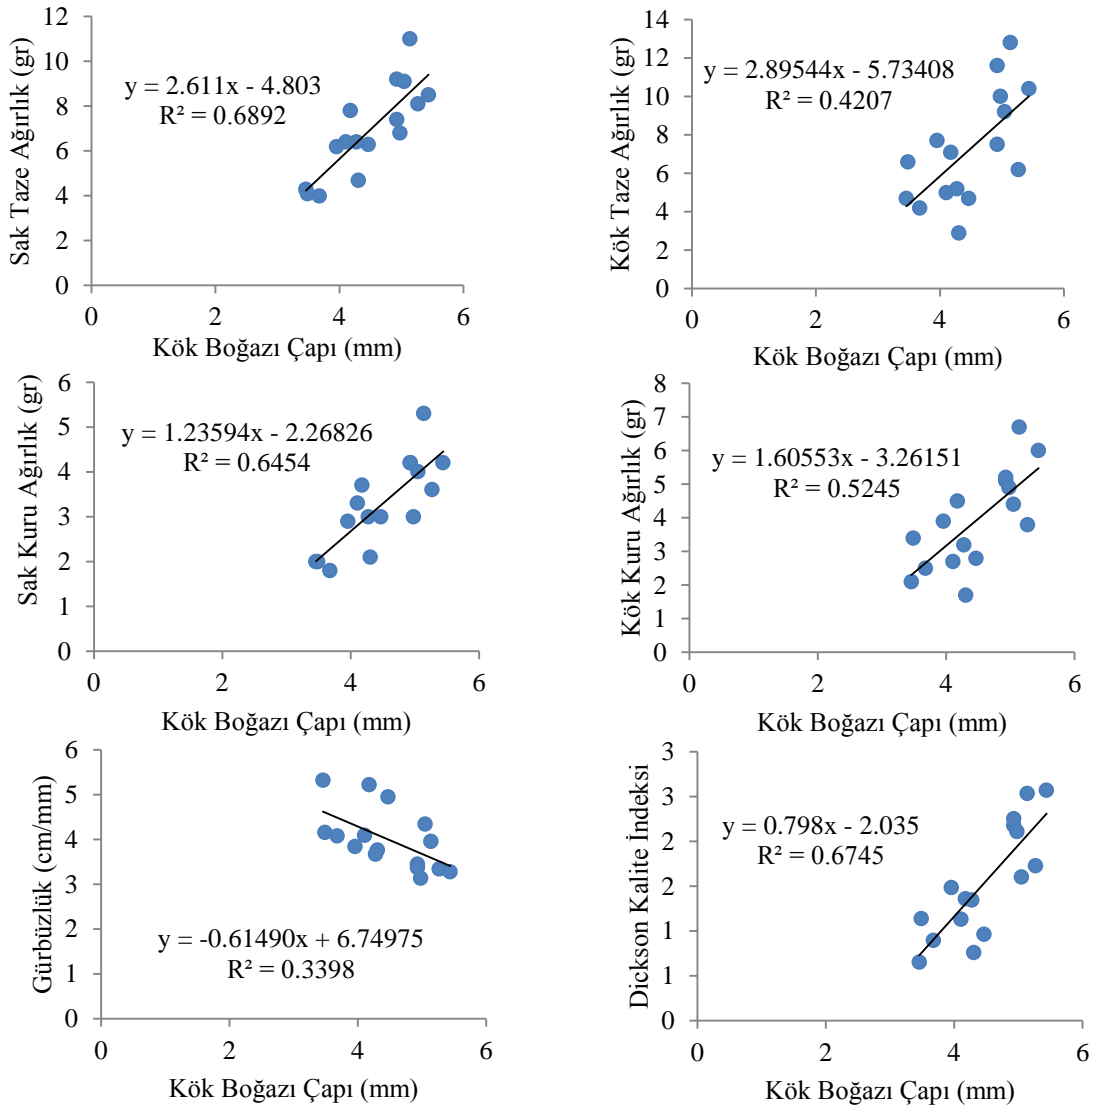 Sak Taze Ağırlık (gr)
12
10
8
6
4
2
0
y = 2.611x - 4.803
R² = 0.6892
0 2 4 6
Kök Boğazı Çapı (mm)
Kök Taze Ağırlık (gr)
14
12
10
8
6
4
2
0
y = 2.89544x - 5.73408
R² = 0.4207
0 2 4 6
Kök Boğazı Çapı (mm)
Sak Kuru Ağırlık (gr)
6
5
4
3
2
1
0
y = 1.23594x - 2.26826
R² = 0.6454
0 2 4 6
Kök Boğazı Çapı (mm)
Kök Kuru Ağırlık (gr)
8
7
6
5
4
3
2
1
0
y = 1.60553x - 3.26151
R² = 0.5245
0 2 4 6
Kök Boğazı Çapı (mm)
Gürbüzlük (cm/mm)
6
5
4
3
2
1
0
y = -0.61490x + 6.74975
R² = 0.3398
0 2 4 6
Kök Boğazı Çapı (mm)
Dickson Kalite İndeksi
3
3
2
2
1
1
0
y = 0.798x - 2.035
R² = 0.6745
0 2 4 6
Kök Boğazı Çapı (mm)